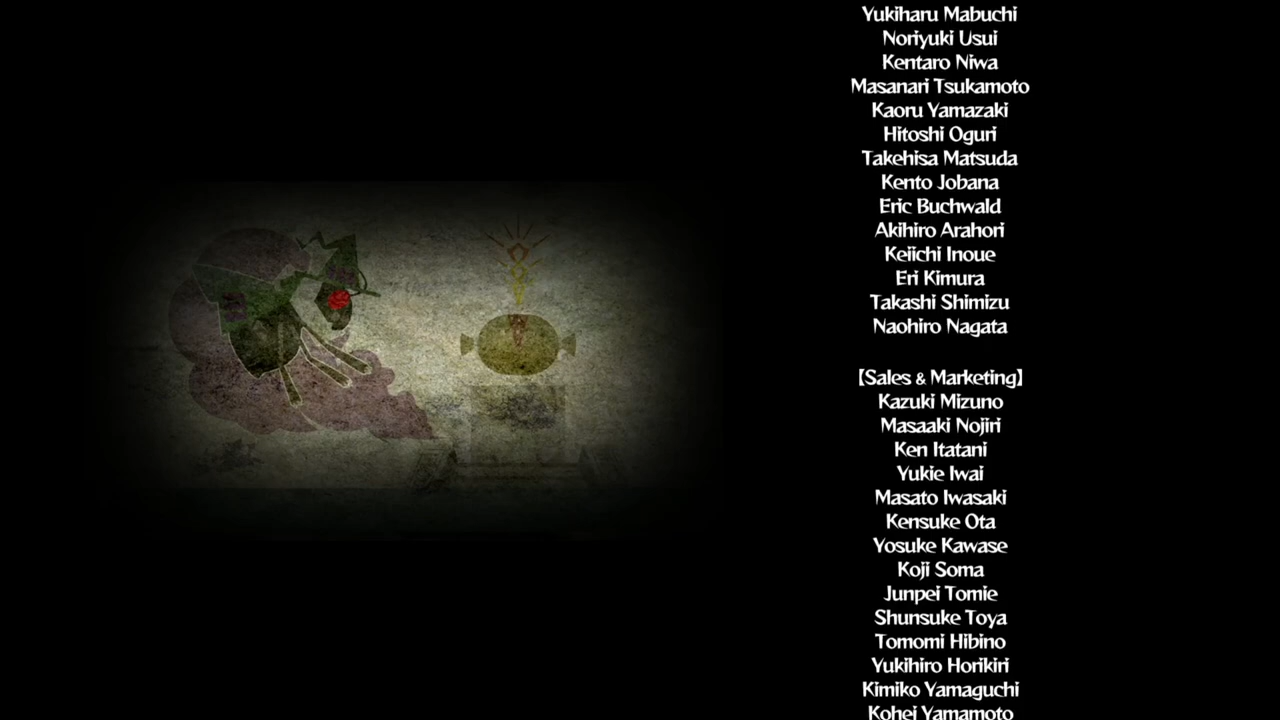 Yukiharu Mabuchi
Noriyuki Usui
Kentaro Niwa
Masanari Tsukamoto
Kaoru Yamazaki
Hitoshi Oguri
Takehisa Matsuda
Kento Jobana
Eric Buchwald
Akihiro Arahori
Keiichi Inoue
Eri Kimura
Takashi Shimizu
Naohiro Nagata
【Sales & Marketing】
Kazuki Mizuno
Masaaki Nojiri
Ken Itatani
Yukie Iwai
Masato Iwasaki
Kensuke Ota
Yosuke Kawase
Koji Soma
Junpei Tomie
Shunsuke Toya
Tomomi Hibino
Yukihiro Horikiri
Kimiko Yamaguchi
Kohei Yamamoto